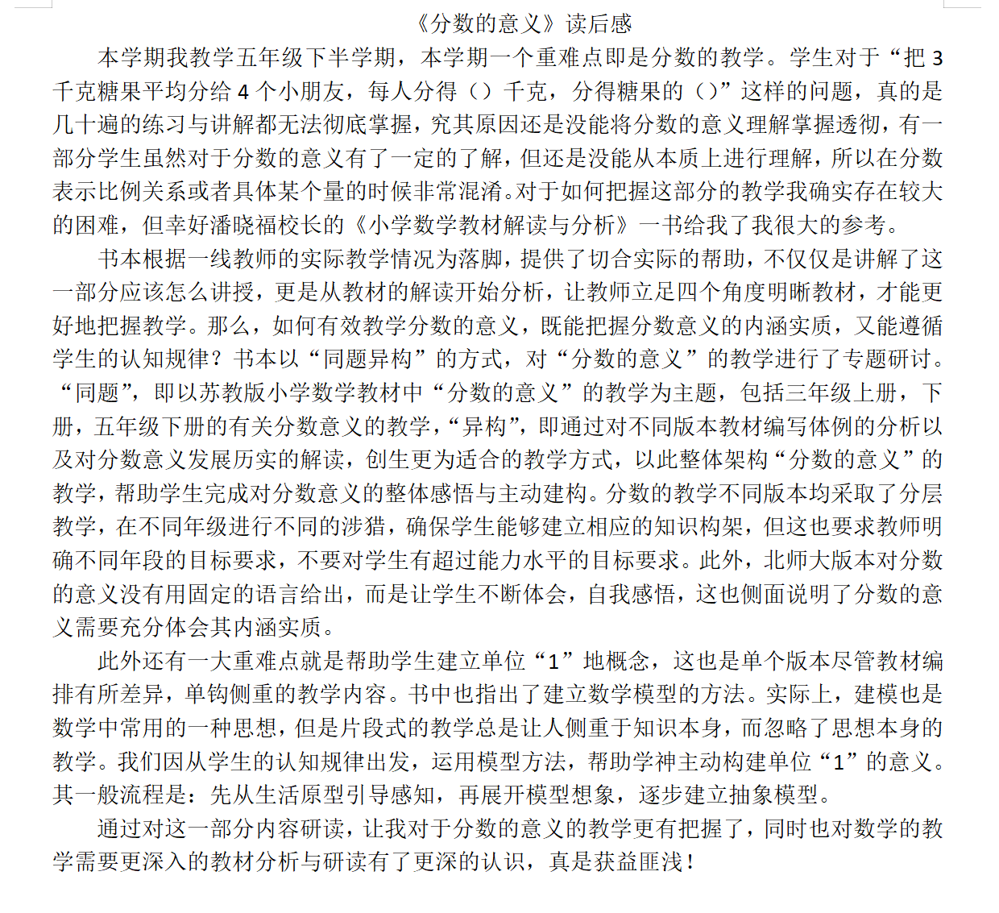 《分数的意义》读后感
本学期我教学五年级下半学期，本学期一个重难点即是分数的教学。学生对于“把 3
千克糖果平均分给 4 个小朋友，每人分得（）千克，分得糖果的（）”这样的问题，真的是
几十遍的练习与讲解都无法彻底掌握，究其原因还是没能将分数的意义理解掌握透彻，有一
部分学生虽然对于分数的意义有了一定的了解，但还是没能从本质上进行理解，所以在分数
表示比例关系或者具体某个量的时候非常混淆。对于如何把握这部分的教学我确实存在较大
的困难，但幸好潘晓福校长的《小学数学教材解读与分析》一书给我了我很大的参考。
书本根据一线教师的实际教学情况为落脚，提供了切合实际的帮助，不仅仅是讲解了这
一部分应该怎么讲授，更是从教材的解读开始分析，让教师立足四个角度明晰教材，才能更
好地把握教学。那么，如何有效教学分数的意义，既能把握分数意义的内涵实质，又能遵循
学生的认知规律？书本以“同题异构”的方式，对“分数的意义”的教学进行了专题研讨。
“同题”，即以苏教版小学数学教材中“分数的意义”的教学为主题，包括三年级上册，下
册，五年级下册的有关分数意义的教学，“异构”，即通过对不同版本教材编写体例的分析以
及对分数意义发展历实的解读，创生更为适合的教学方式，以此整体架构“分数的意义”的
教学，帮助学生完成对分数意义的整体感悟与主动建构。分数的教学不同版本均采取了分层
教学，在不同年级进行不同的涉猎，确保学生能够建立相应的知识构架，但这也要求教师明
确不同年段的目标要求，不要对学生有超过能力水平的目标要求。此外，北师大版本对分数
的意义没有用固定的语言给出，而是让学生不断体会，自我感悟，这也侧面说明了分数的意
义需要充分体会其内涵实质。
此外还有一大重难点就是帮助学生建立单位“1”地概念，这也是单个版本尽管教材编
排有所差异，单钩侧重的教学内容。书中也指出了建立数学模型的方法。实际上，建模也是
数学中常用的一种思想，但是片段式的教学总是让人侧重于知识本身，而忽略了思想本身的
教学。我们因从学生的认知规律出发，运用模型方法，帮助学神主动构建单位“1”的意义。
其一般流程是：先从生活原型引导感知，再展开模型想象，逐步建立抽象模型。
通过对这一部分内容研读，让我对于分数的意义的教学更有把握了，同时也对数学的教
学需要更深入的教材分析与研读有了更深的认识，真是获益匪浅！